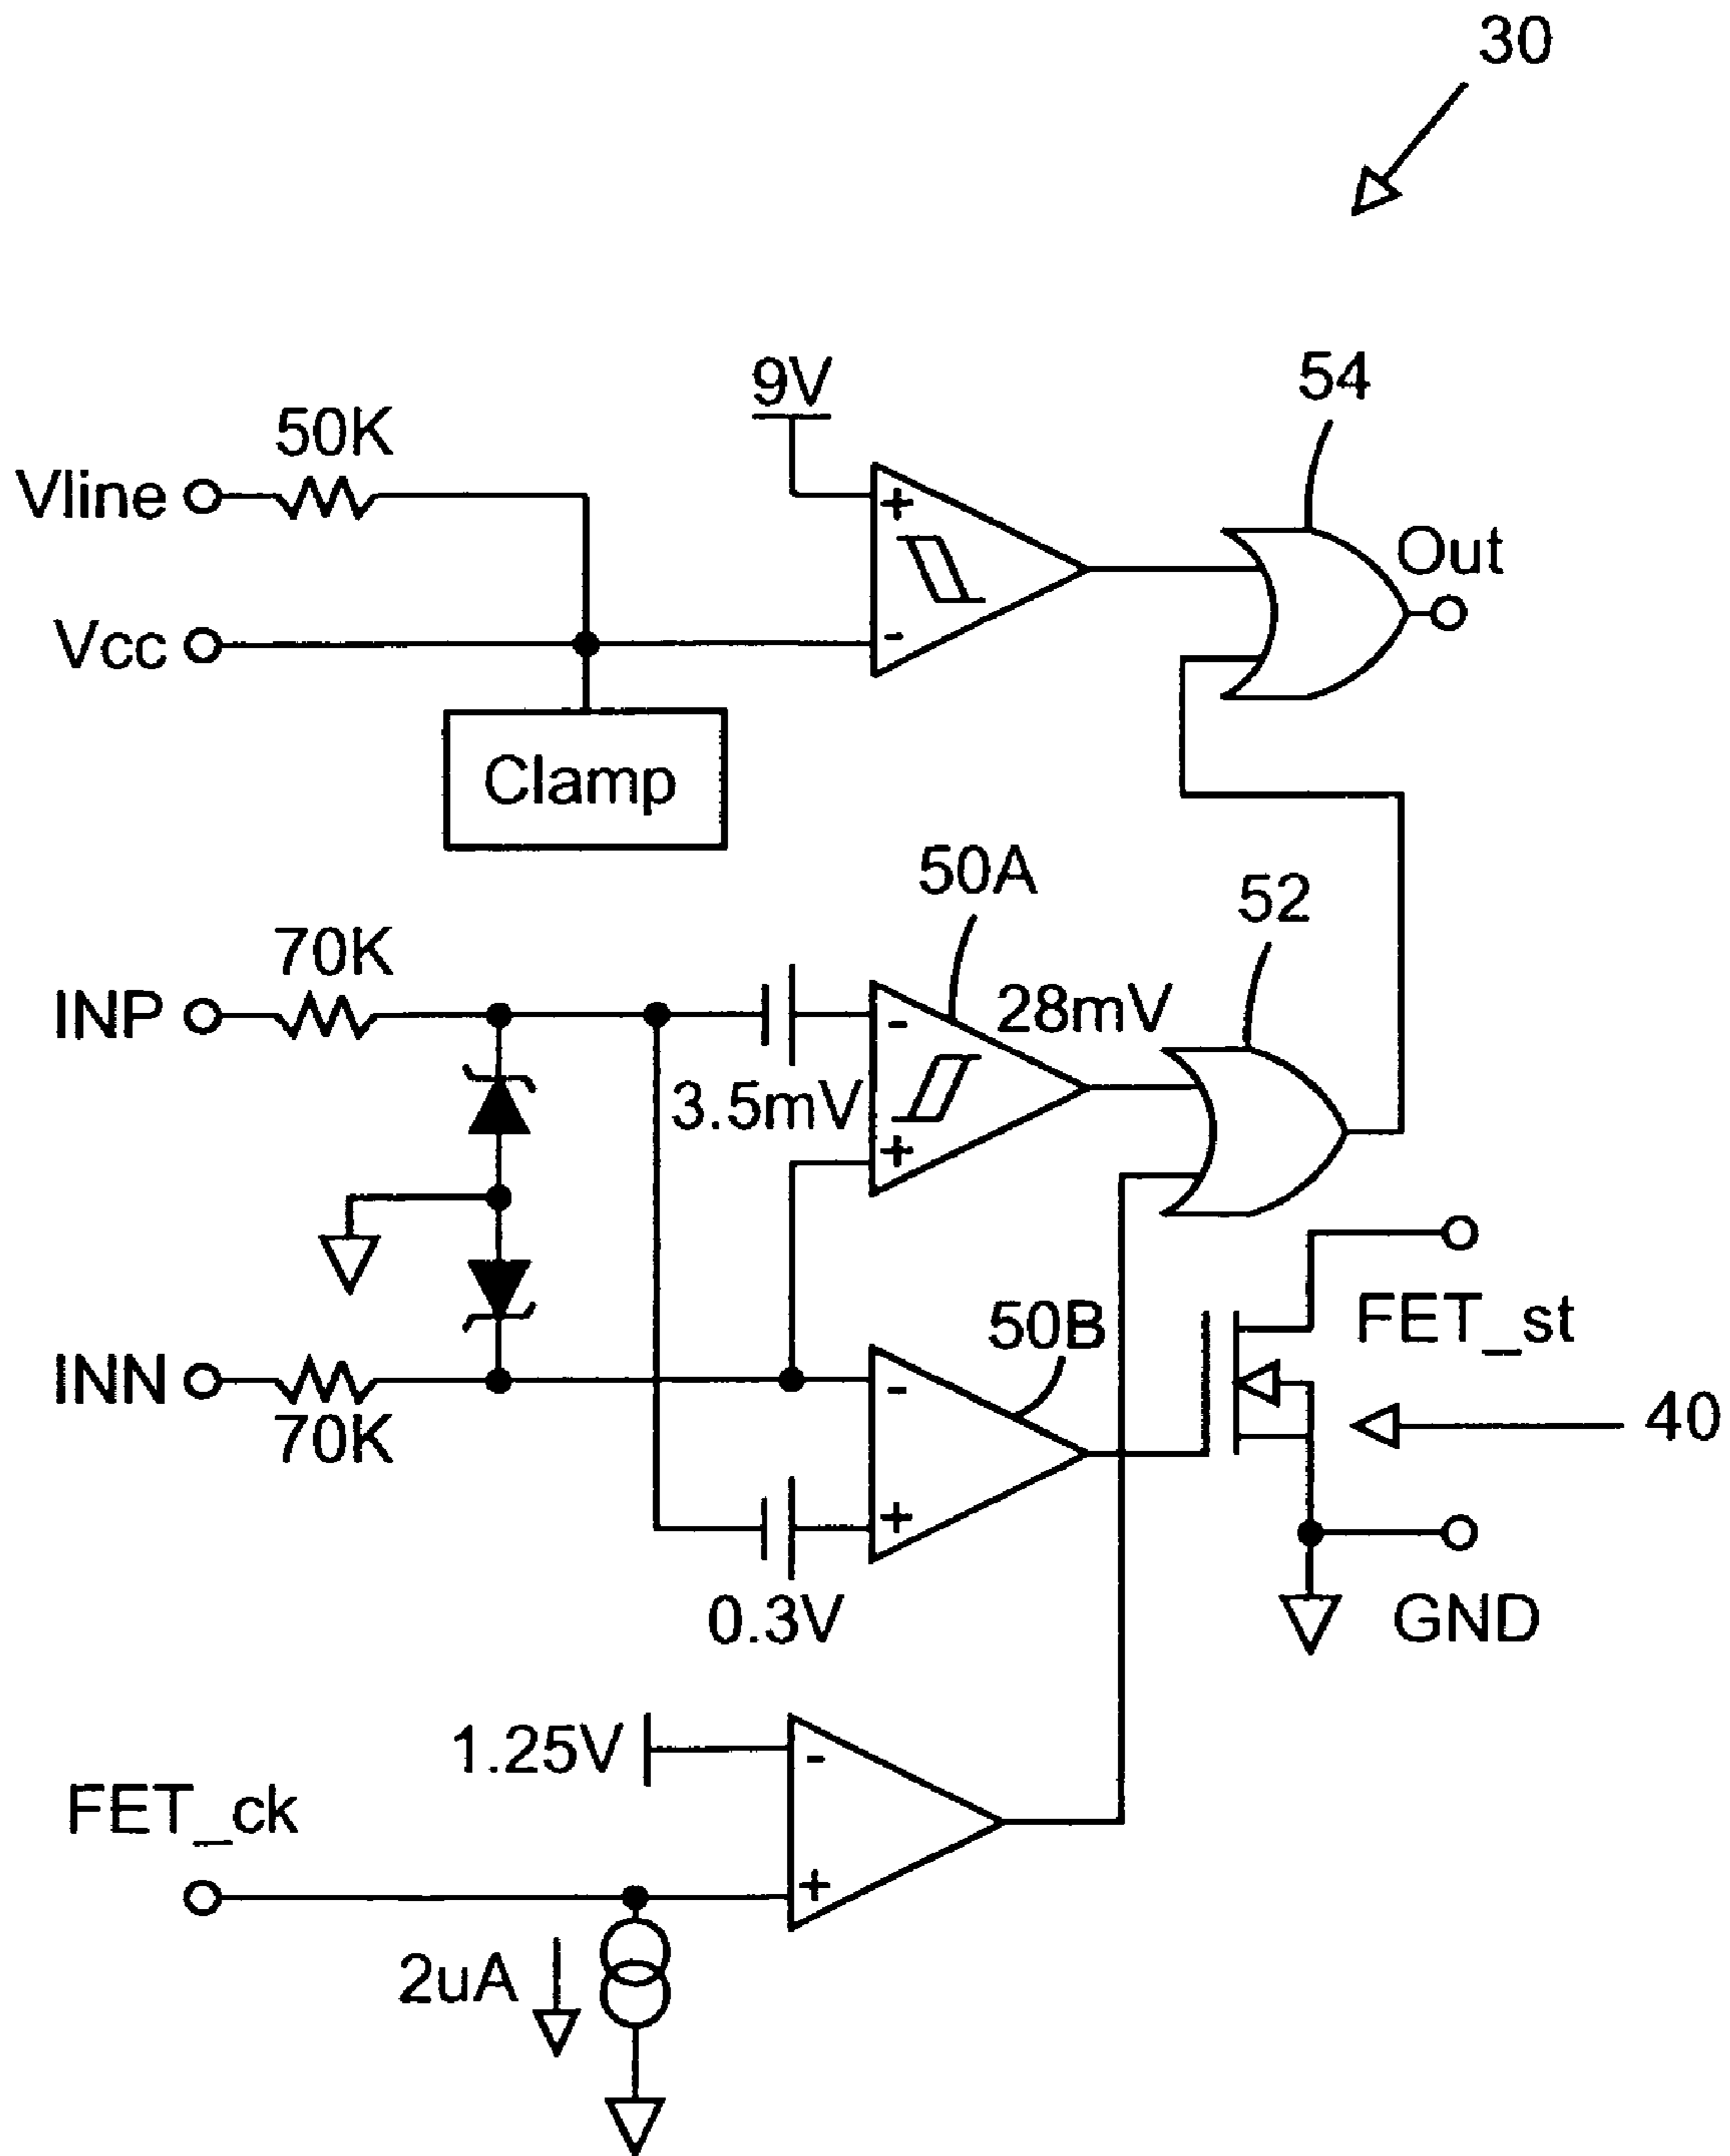 30
54
9V
50K
Vline
+
Out
Vcc
-
Clamp
50A
52
70K
INP
-
28mV
3.5mV
+
50B
FET_st
INN
-
70K
40
+
0.3V
GND
1.25V
-
FET_ck
+
2uA